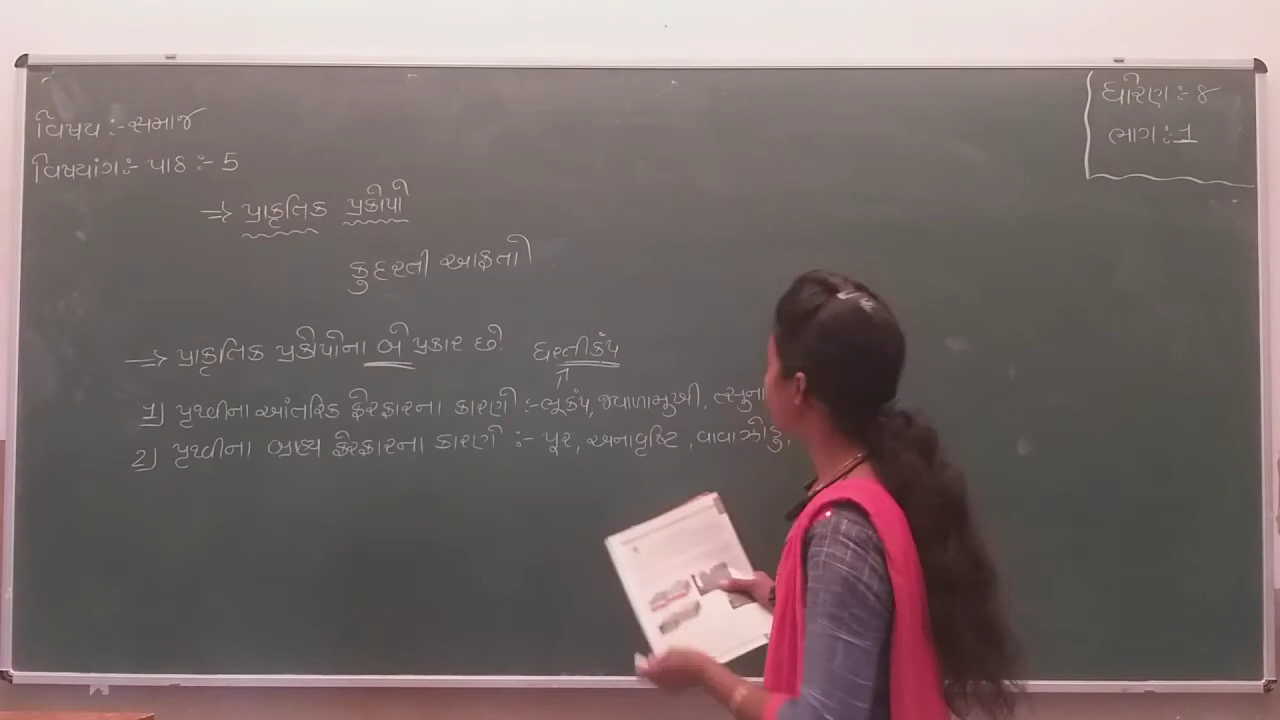 વિષય :- સમાજ
વિષયાંગ :- પાઠ :- 5
ધોરણ :- ૪
ભાગ :- 1
⇒ પ્રાકૃતિક પ્રકોપો
કુદરતી આફતો
⇒ પ્રાકૃતિક પ્રકોપોના બે પ્રકાર છે.
ધરતીકંપ
1) પૃથ્વીના આંતરિક ફેરફારના કારણે :- ભૂકંપ, જ્વાળામુખી, ત્સુના
2) પૃથ્વીના બાહ્ય ફેરફારના કારણે :- પૂર, અનાવૃષ્ટિ, વાવાઝોડુ,